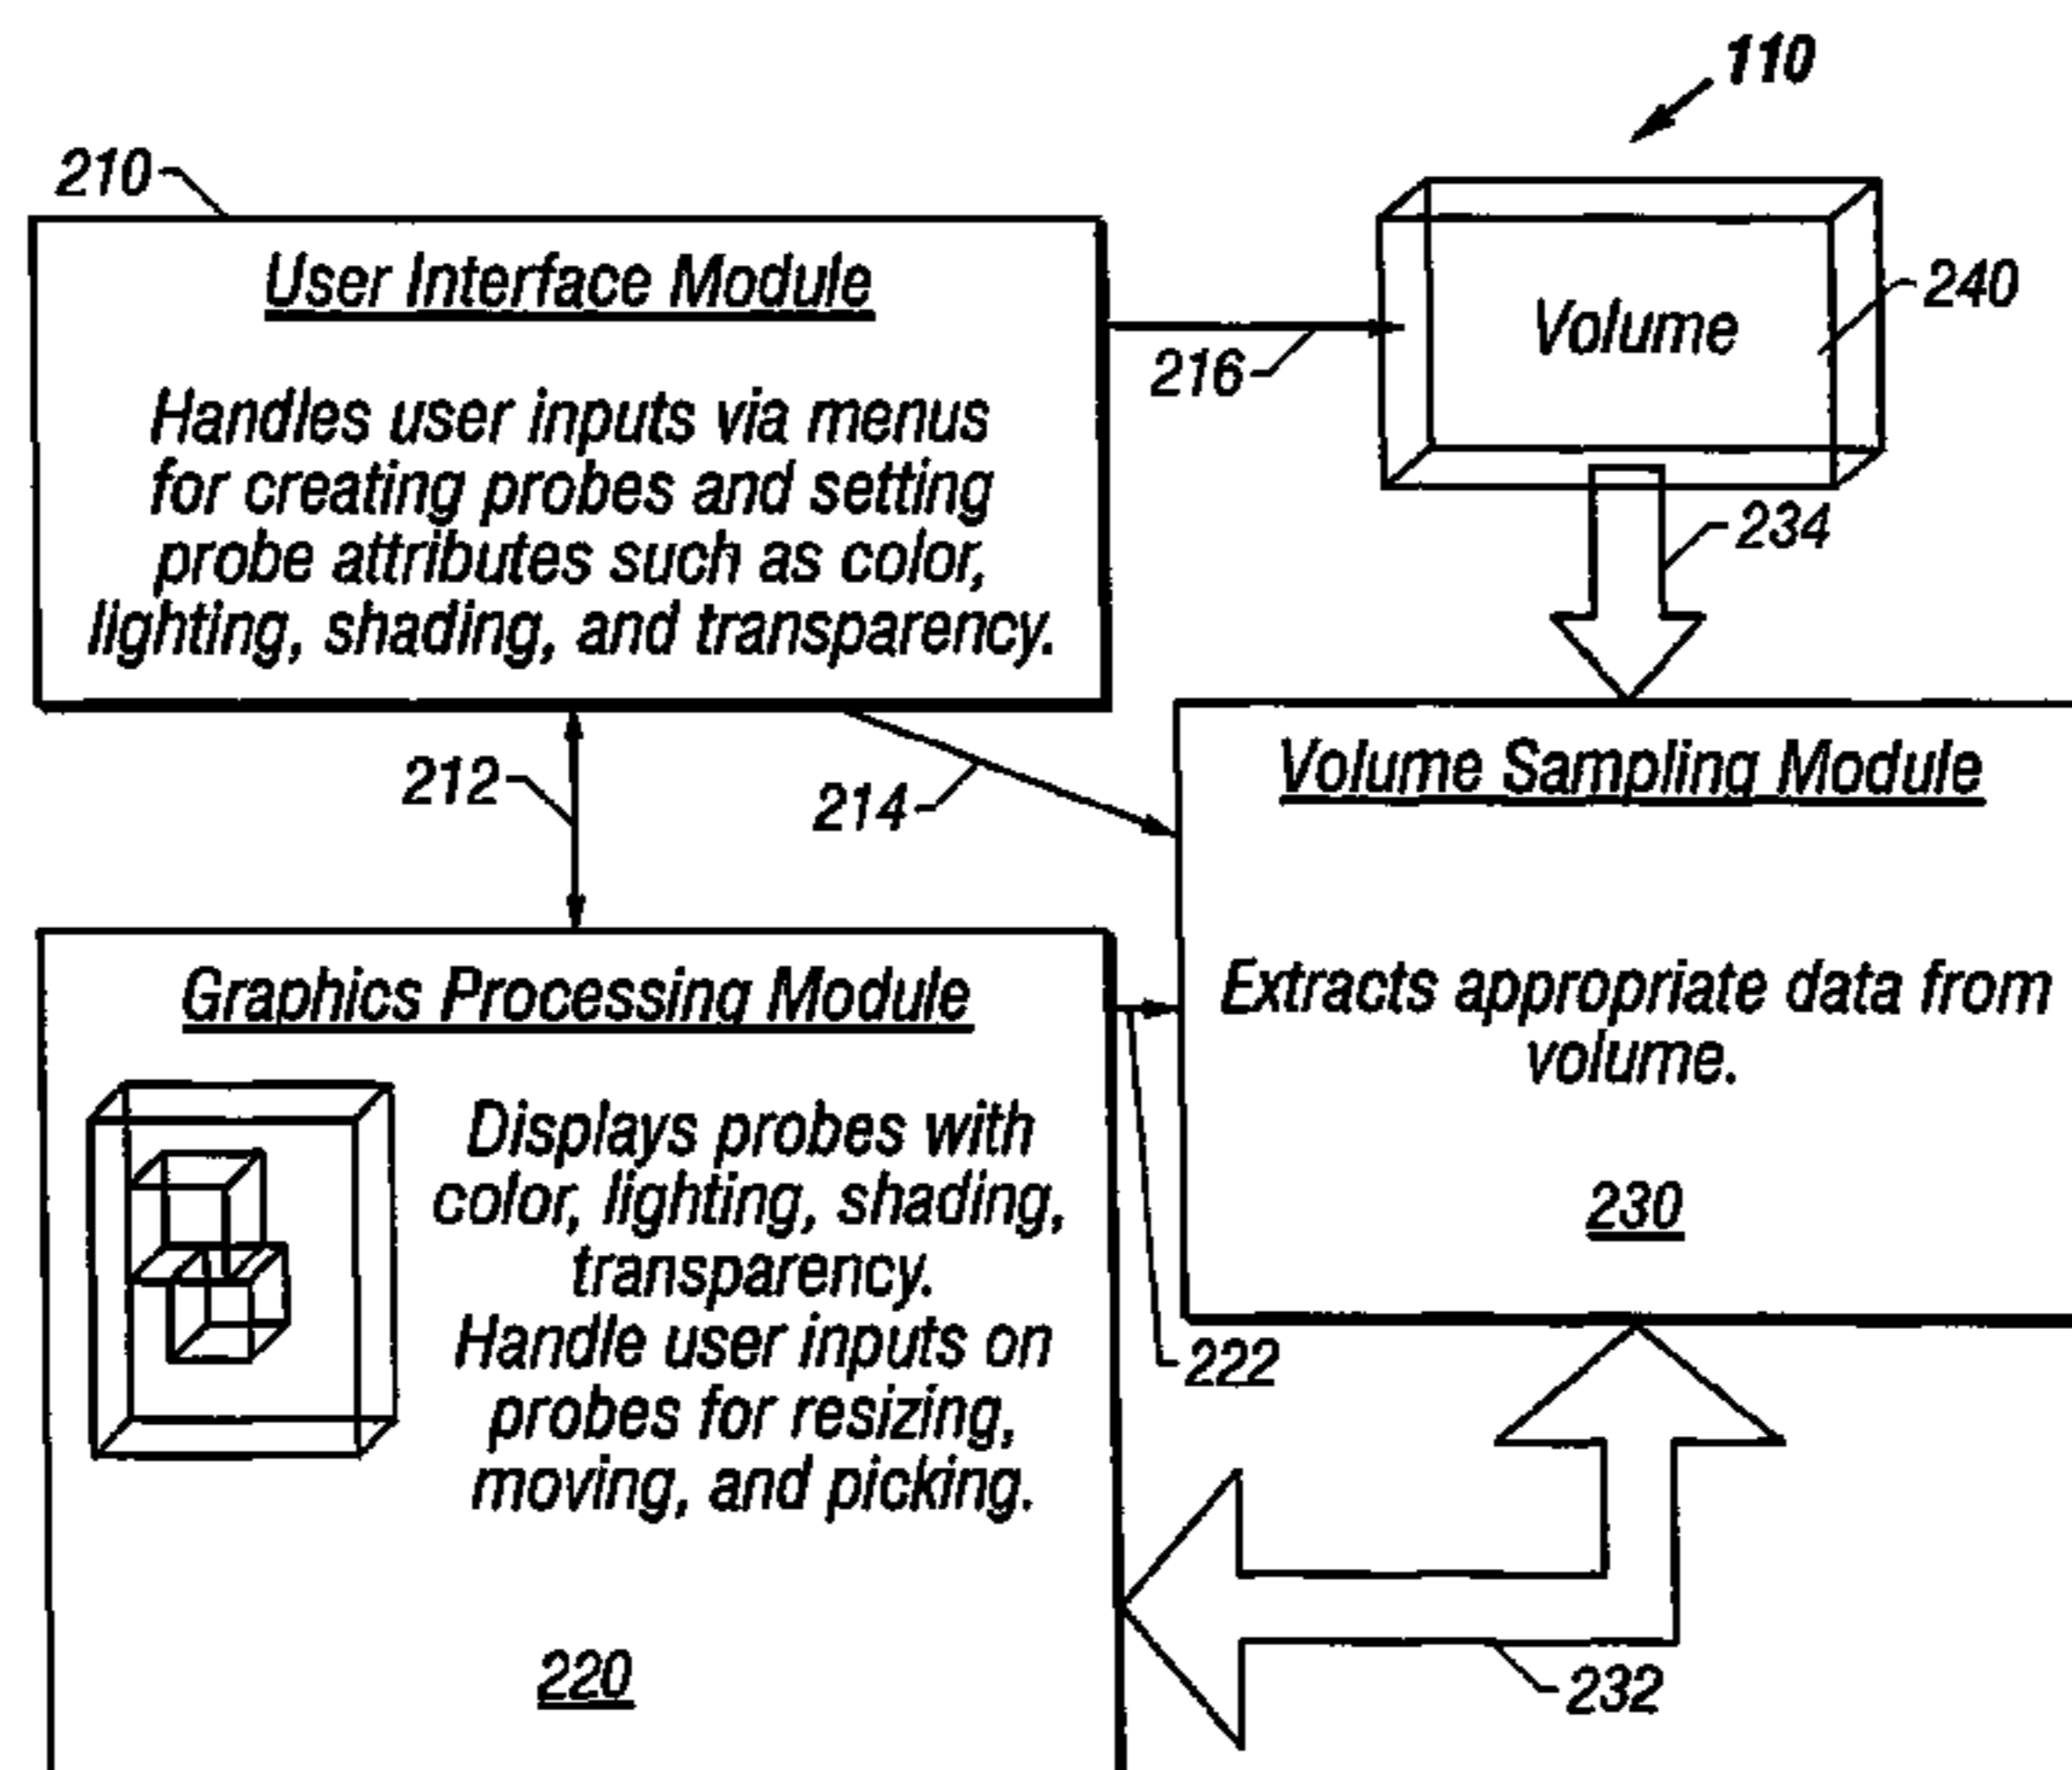 110
210
User Interface Module
Handles user inputs via menus
for creating probes and setting
probe attributes such as color,
lighting, shading, and transparency.
216
Volume
240
234
212
214
Volume Sampling Module
Extracts appropriate data from
volume.
230
Graphics Processing Module
Displays probes with
color, lighting, shading,
transparency.
Handle user inputs on
probes for resizing,
moving, and picking.
220
222
232